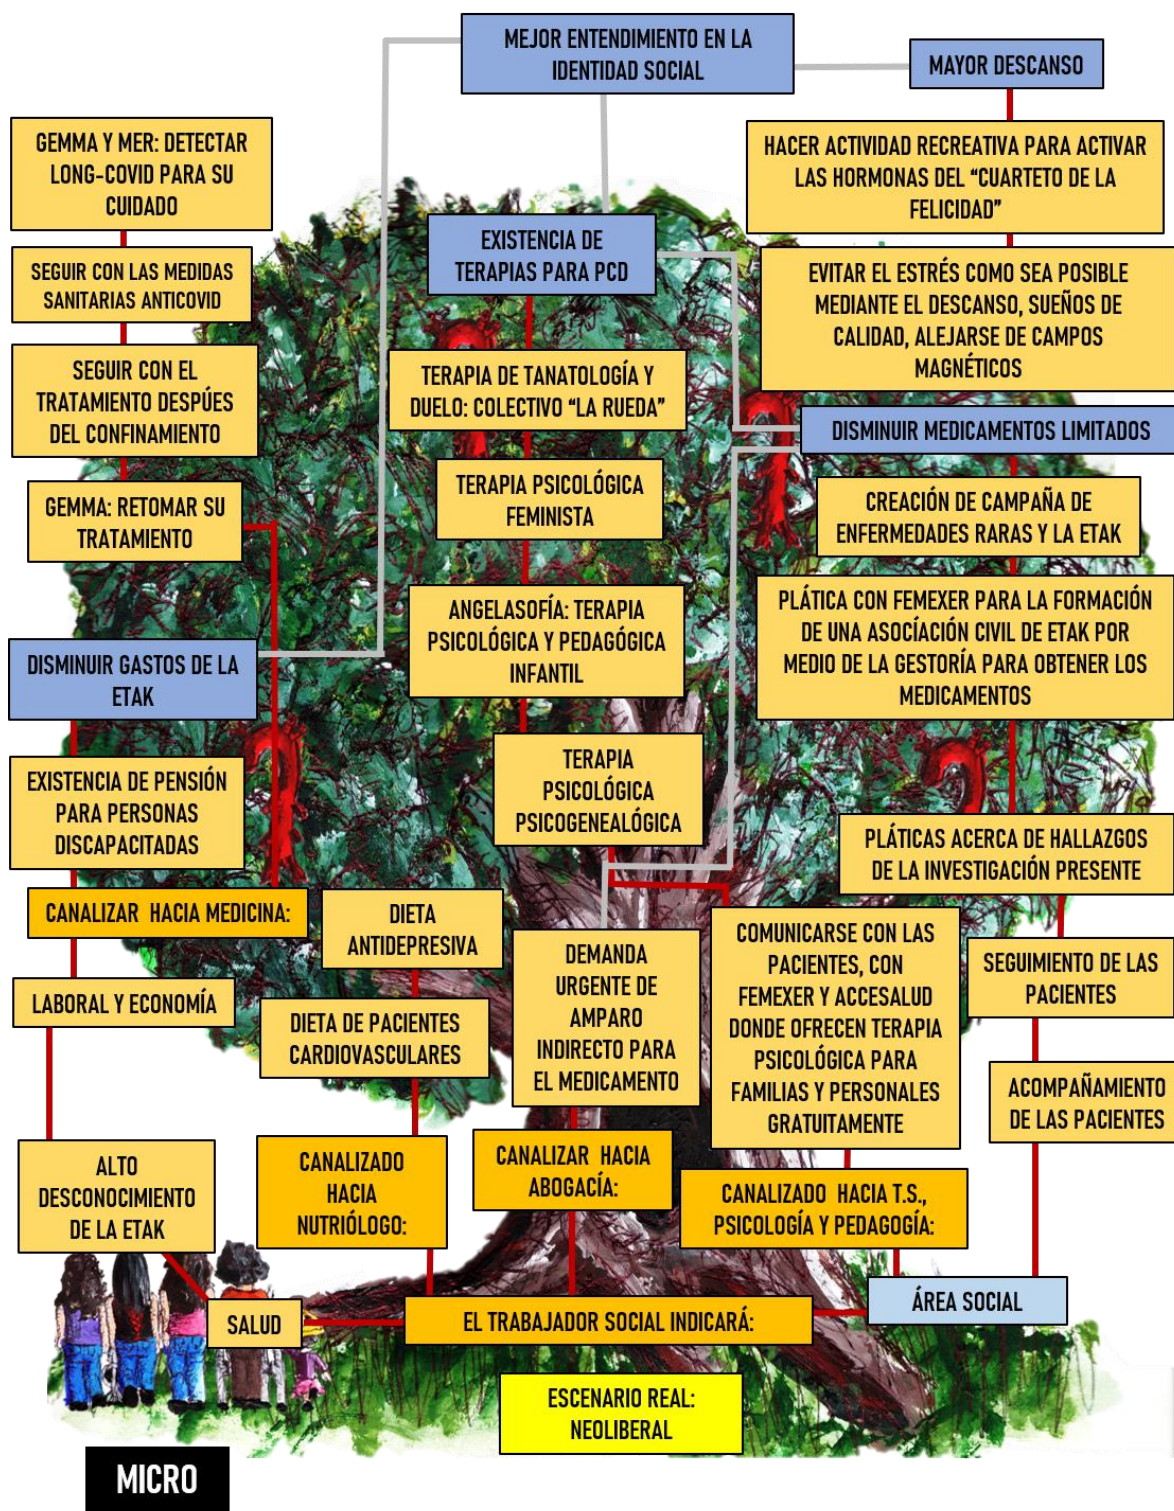 MEJOR ENTENDIMIENTO EN LA
IDENTIDAD SOCIAL
MAYOR DESCANSO
GEMMA Y MER: DETECTAR
LONG-COVID PARA SU
CUIDADO
HACER ACTIVIDAD RECREATIVA PARA ACTIVAR
LAS HORMONAS DEL “CUARTETO DE LA
FELICIDAD”
EXISTENCIA DE
TERAPIAS PARA PCD
SEGUIR CON LAS MEDIDAS
SANITARIAS ANTICOVID
EVITAR EL ESTRÉS COMO SEA POSIBLE
MEDIANTE EL DESCANSO, SUEÑOS DE
CALIDAD, ALEJARSE DE CAMPOS
MAGNÉTICOS
SEGUIR CON EL
TRATAMIENTO DESPÚES
DEL CONFINAMIENTO
TERAPIA DE TANATOLOGÍA Y
DUELO: COLECTIVO “LA RUEDA”
DISMINUIR MEDICAMENTOS LIMITADOS
GEMMA: RETOMAR SU
TRATAMIENTO
TERAPIA PSICOLÓGICA
FEMINISTA
CREACIÓN DE CAMPAÑA DE
ENFERMEDADES RARAS Y LA ETAK
ANGELASOFÍA: TERAPIA
PSICOLÓGICA Y PEDAGÓGICA
INFANTIL
PLÁTICA CON FEMEXER PARA LA FORMACIÓN
DE UNA ASOCÍACIÓN CIVIL DE ETAK POR
MEDIO DE LA GESTORÍA PARA OBTENER LOS
MEDICAMENTOS
DISMINUIR GASTOS DE LA
ETAK
TERAPIA
PSICOLÓGICA
PSICOGENEALÓGICA
EXISTENCIA DE PENSIÓN
PARA PERSONAS
DISCAPACITADAS
PLÁTICAS ACERCA DE HALLAZGOS
DE LA INVESTIGACIÓN PRESENTE
CANALIZAR HACIA MEDICINA:
DIETA
ANTIDEPRESIVA
DEMANDA
URGENTE DE
AMPARO
INDIRECTO PARA
EL MEDICAMENTO
COMUNICARSE CON LAS
PACIENTES, CON
FEMEXER Y ACCESALUD
DONDE OFRECEN TERAPIA
PSICOLÓGICA PARA
FAMILIAS Y PERSONALES
GRATUITAMENTE
SEGUIMIENTO DE LAS
PACIENTES
LABORAL Y ECONOMÍA
DIETA DE PACIENTES
CARDIOVASCULARES
ACOMPAÑAMIENTO
DE LAS PACIENTES
ALTO
DESCONOCIMIENTO
DE LA ETAK
CANALIZADO
HACIA
NUTRIÓLOGO:
CANALIZAR HACIA
ABOGACÍA:
CANALIZADO HACIA T.S.,
PSICOLOGÍA Y PEDAGOGÍA:
SALUD
EL TRABAJADOR SOCIAL INDICARÁ:
ÁREA SOCIAL
ESCENARIO REAL:
NEOLIBERAL
MICRO